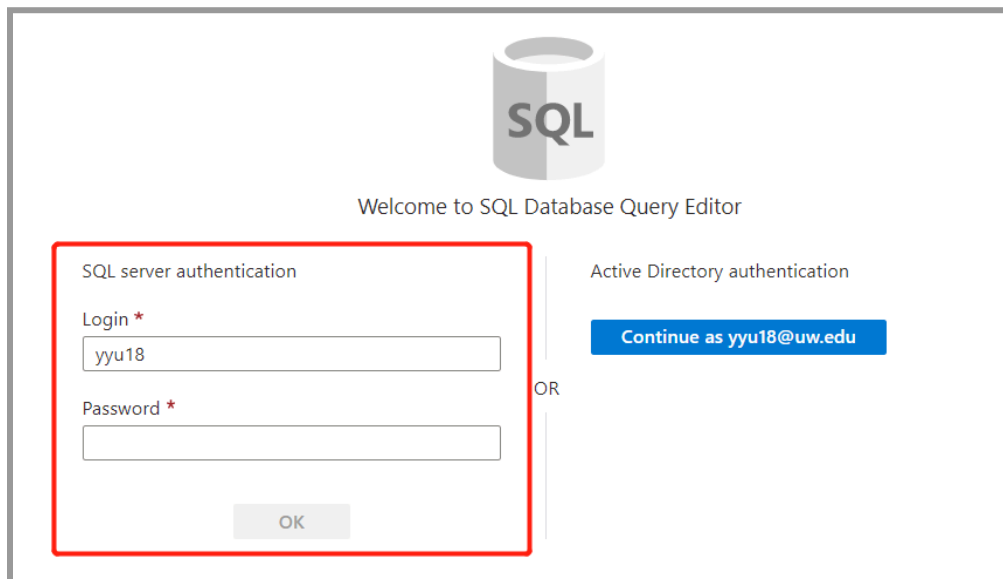 SQL
Welcome to SQL Database Query Editor
SQL server authentication
Login *
yyu18
Password *
OK
OR
Active Directory authentication
Continue as yyu18@uw.edu